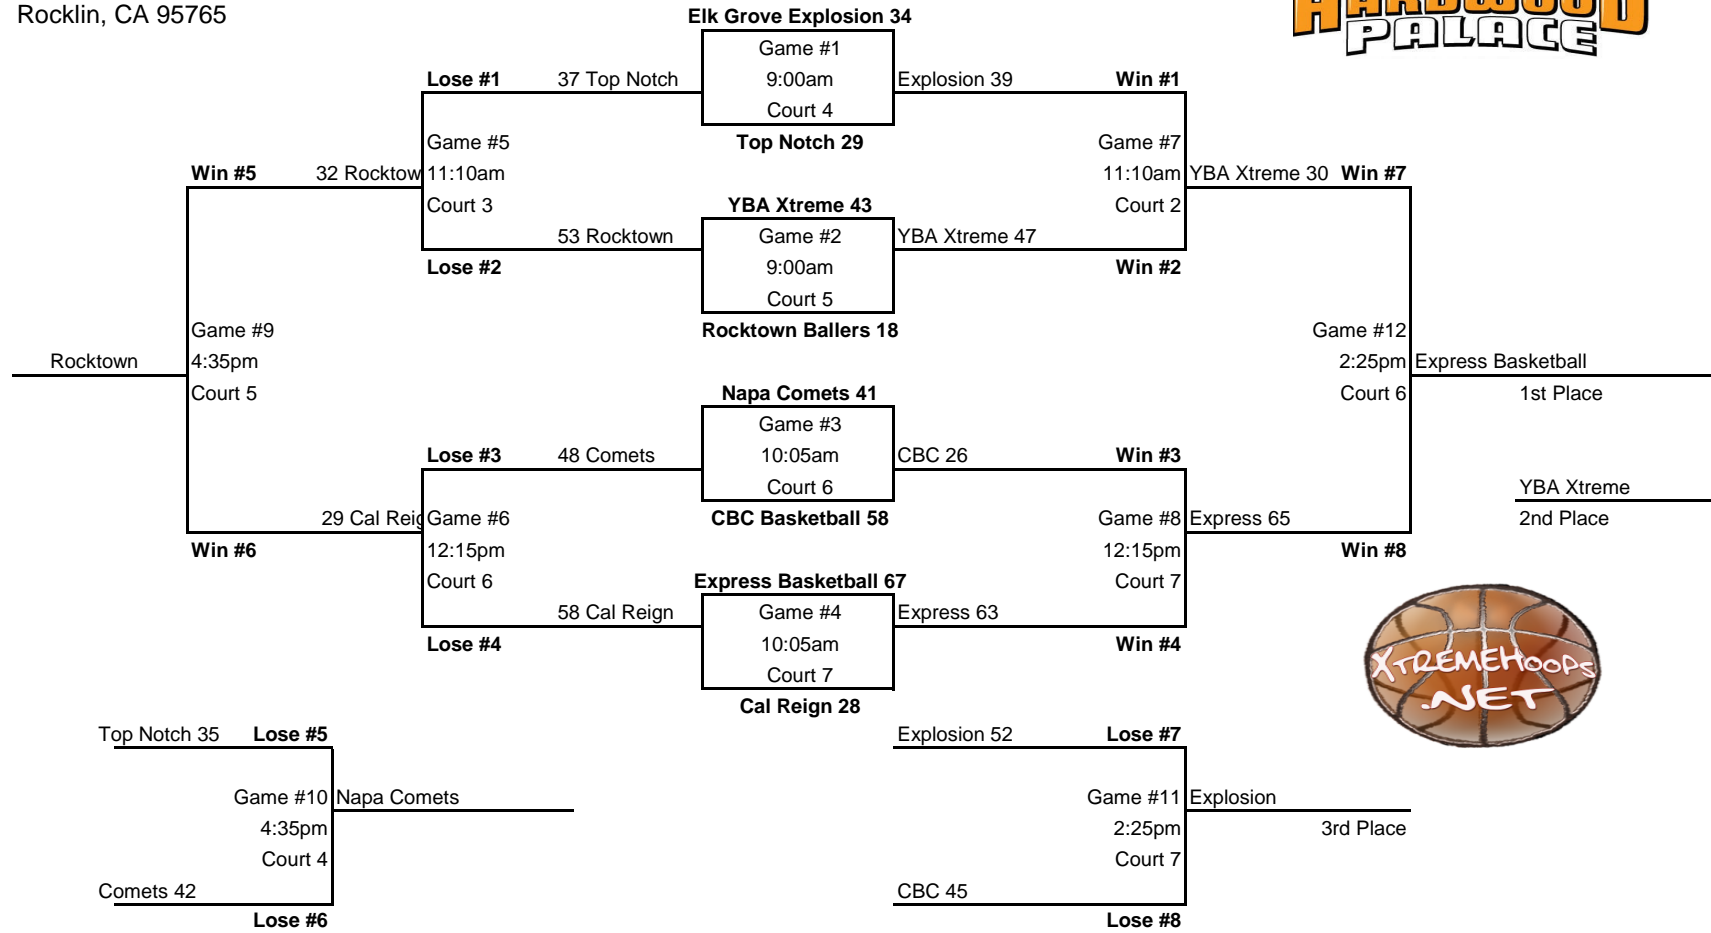 Rocklin, CA 95765
HARDWOOD
PALACE
Elk Grove Explosion 34
Game #1
Lose #1 37 Top Notch 9:00am Explosion 39 Win #1
Court 4
Game #5 Top Notch 29 Game #7
Win #5 32 Rocktow 11:10am 11:10am YBA Xtreme 30 Win #7
Court 3 YBA Xtreme 43 Court 2
53 Rocktown Game #2 YBA Xtreme 47
Lose #2 9:00am Win #2
Court 5
Game #9 Rocktown Ballers 18 Game #12
Rocktown 4:35pm 2:25pm Express Basketball
Court 5 Napa Comets 41 Court 6 1st Place
Game #3
Lose #3 48 Comets 10:05am CBC 26 Win #3
Court 6 YBA Xtreme
29 Cal Reig Game #6 CBC Basketball 58 Game #8 Express 65 2nd Place
Win #6 12:15pm 12:15pm Win #8
Court 6 Express Basketball 67 Court 7
58 Cal Reign Game #4 Express 63
Lose #4 10:05am Win #4
Court 7
XTREMEHOOPS
.NET
Cal Reign 28
Top Notch 35 Lose #5 Explosion 52 Lose #7
Game #10 Napa Comets Game #11 Explosion
4:35pm 2:25pm 3rd Place
Court 4 Court 7
Comets 42 CBC 45
Lose #6 Lose #8